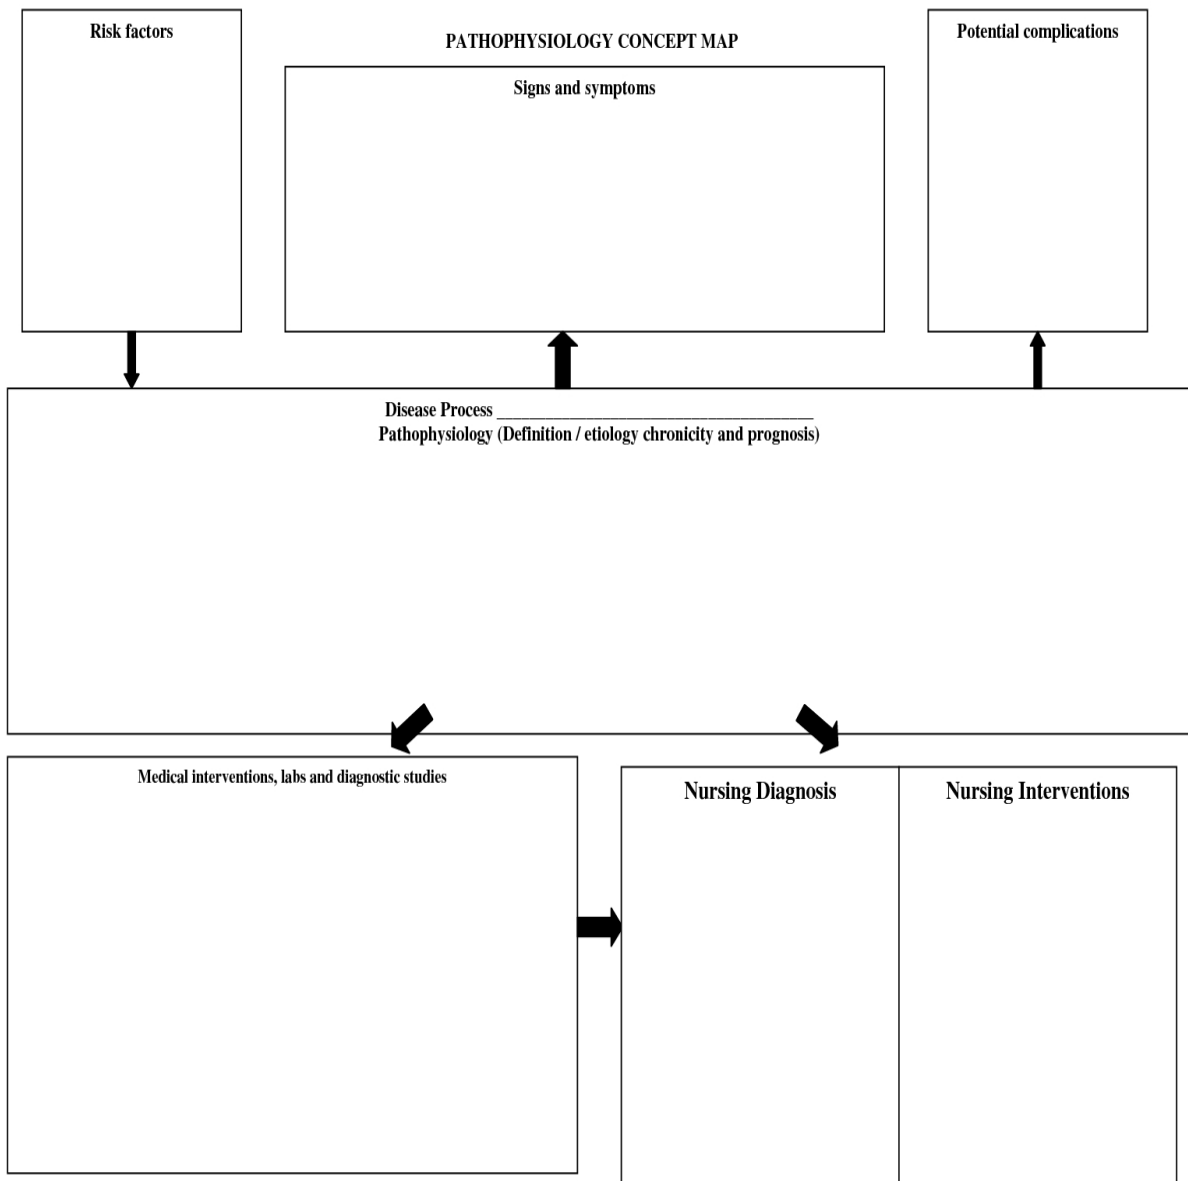 Risk factors
PATHOPHYSIOLOGY CONCEPT MAP
Potential complications
Signs and symptoms
Disease Process ___________________________________
Pathophysiology (Definition / etiology chronicity and prognosis)
Medical interventions, labs and diagnostic studies
Nursing Diagnosis
Nursing Interventions